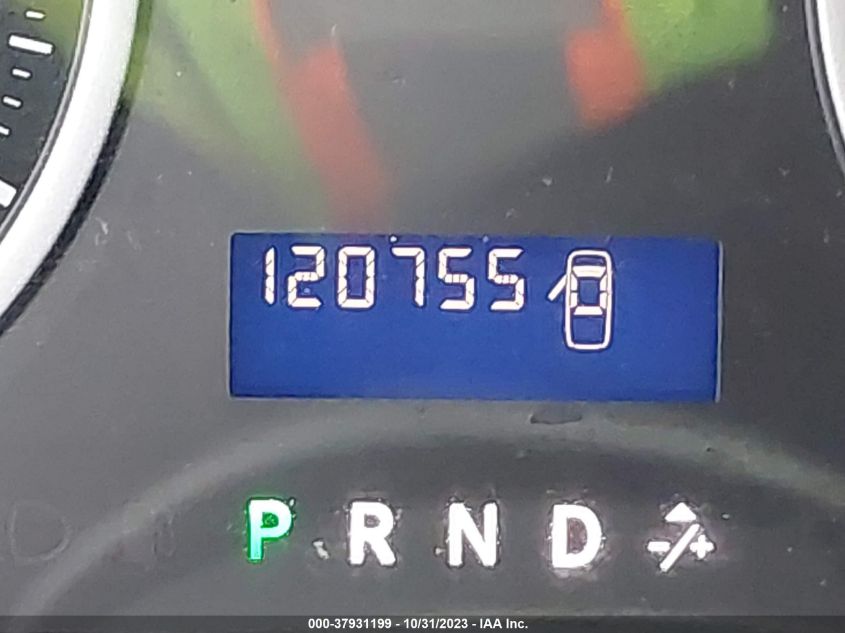 120755
P R N D -/+
000-37931199 - 10/31/2023 - IAA Inc.